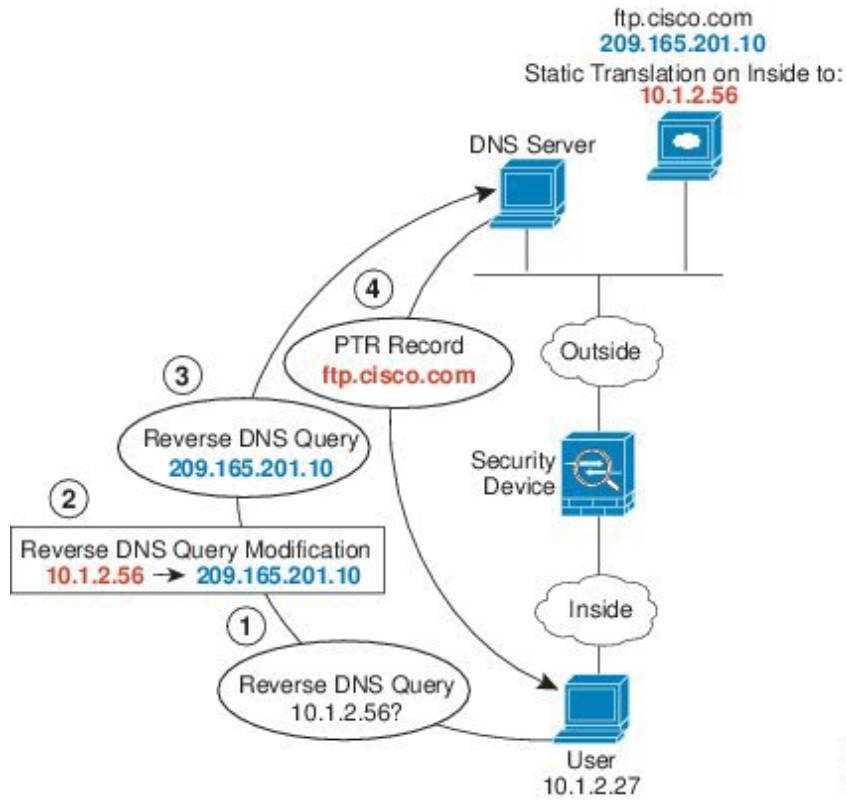 ftp.cisco.com
209.165.201.10
Static Translation on Inside to:
10.1.2.56
DNS Server
4
PTR Record
ftp.cisco.com
Outside
3
Reverse DNS Query
209.165.201.10
Security
Device
2
Reverse DNS Query Modification
10.1.2.56 → 209.165.201.10
Inside
1
Reverse DNS Query
10.1.2.56?
User
10.1.2.27